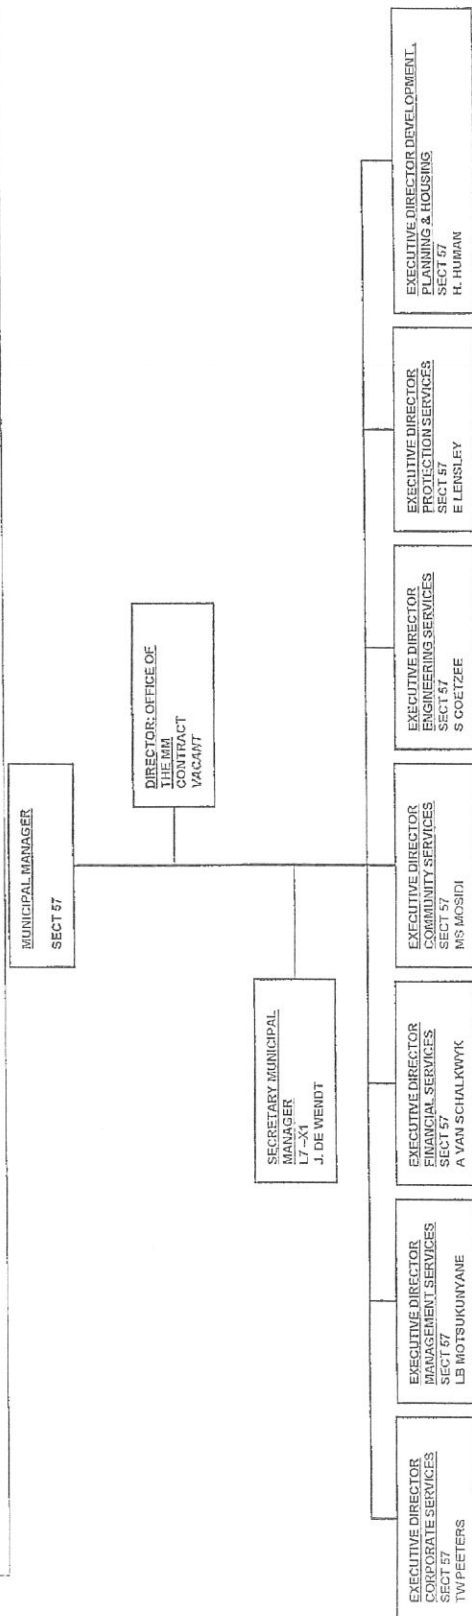 MUNICIPAL MANAGER
SECT 57
DIRECTOR: OFFICE OF
THE MM
CONTRACT
VACANT
SECRETARY MUNICIPAL
MANAGER
L7 -X1
J. DE WENDT
EXECUTIVE DIRECTOR
CORPORATE SERVICES
SECT 57
TW PEETERS
EXECUTIVE DIRECTOR
MANAGEMENT SERVICES
SECT 57
LB MOTSUKUNYANE
EXECUTIVE DIRECTOR
FINANCIAL SERVICES
SECT 57
A VAN SCHALKWYK
EXECUTIVE DIRECTOR
COMMUNITY SERVICES
SECT 57
MS MOSIDI
EXECUTIVE DIRECTOR
ENGINEERING SERVICES
SECT 57
S COETZEE
EXECUTIVE DIRECTOR
PROTECTION SERVICES
SECT 57
E LENSLEY
EXECUTIVE DIRECTOR DEVELOPMENT,
PLANNING & HOUSING
SECT 57
H. HUMAN